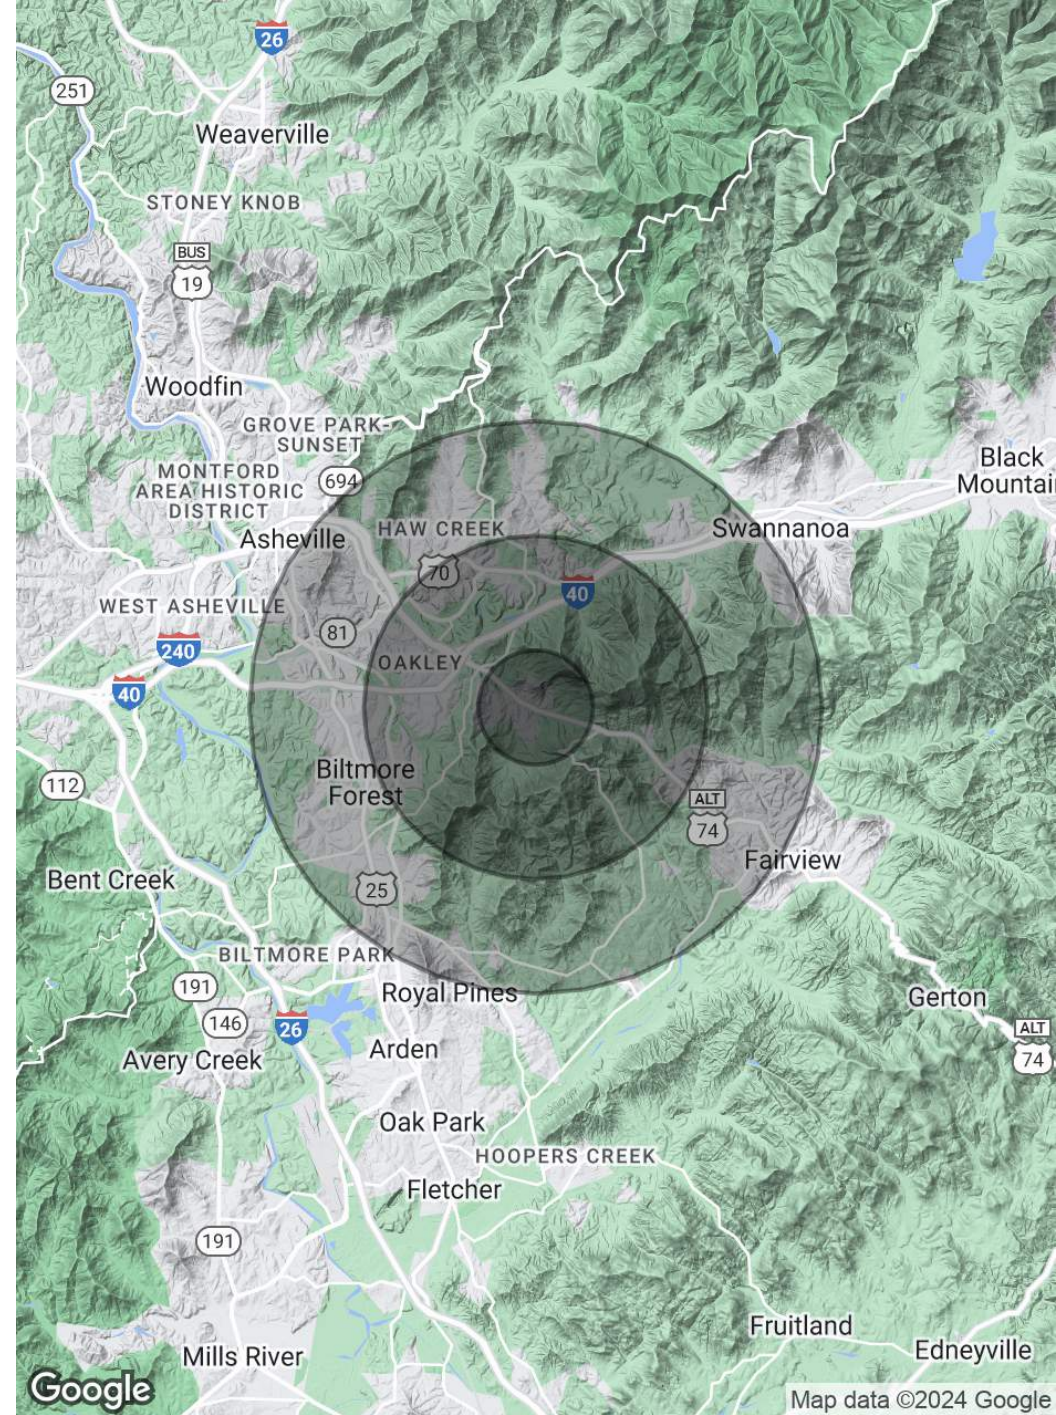 26
251
Weaverville
STONEY KNOB
BUS
19
Woodfin
GROVE PARK-
SUNSET
MONTFORD
AREA HISTORIC
DISTRICT
694
Black
Mountai
Asheville
HAW CREEK
Swannanoa
70
40
WEST ASHEVILLE
81
240
OAKLEY
40
Biltmore
Forest
112
ALT
74
Fairview
Bent Creek
25
BILTMORE PARK
191
Royal Pines
Gerton
146
26
ALT
74
Avery Creek
Arden
Oak Park
HOOPERS CREEK
Fletcher
191
Fruitland
Edneyville
Mills River
Google
Map data ©2024 Google